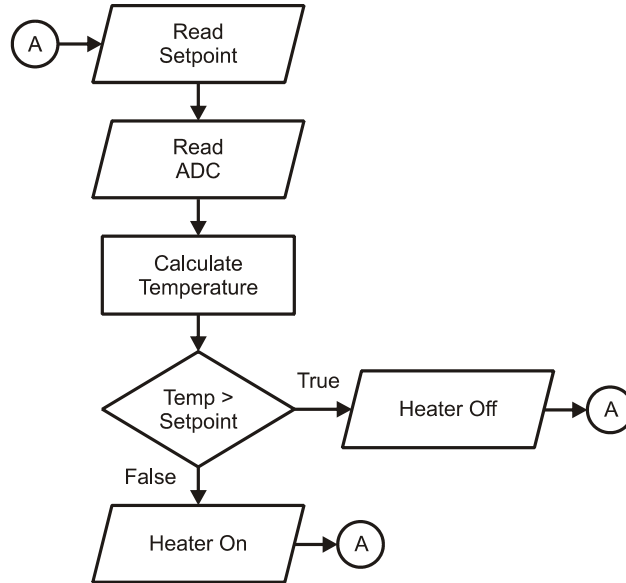 A
Read
Setpoint
Read
ADC
Calculate
Temperature
Temp >
Setpoint
True
Heater Off
A
False
Heater On
A